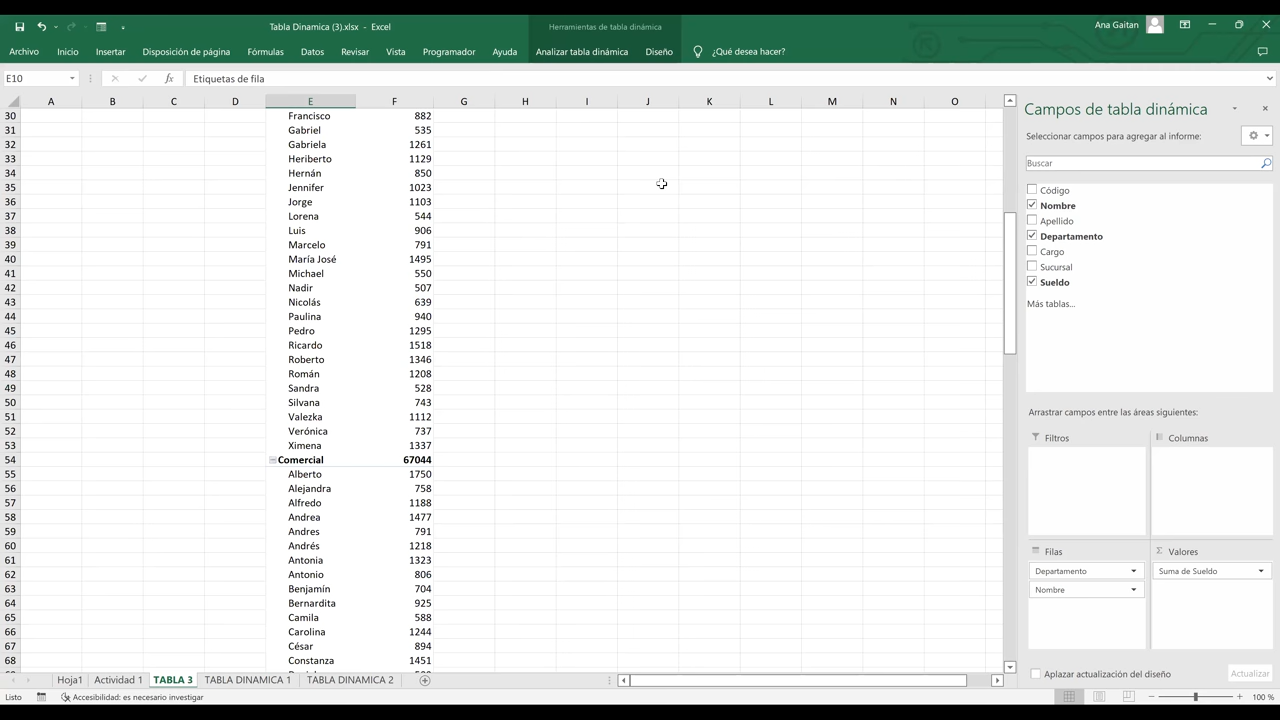 Tabla Dinamica (3).xlsx - Excel
Herramientas de tabla dinámica
Ana Gaitan
Archivo Inicio Insertar Disposición de página Fórmulas Datos Revisar Vista Programador Ayuda Analizar tabla dinámica Diseño ¿Qué desea hacer?
E10 fx Etiquetas de fila
A B C D E F G H I J K L M N O
30 Francisco 882
31 Gabriel 535
32 Gabriela 1261
33 Heriberto 1129
34 Hernán 850
35 Jennifer 1023
36 Jorge 1103
37 Lorena 544
38 Luis 906
39 Marcelo 791
40 María José 1495
41 Michael 550
42 Nadir 507
43 Nicolás 639
44 Paulina 940
45 Pedro 1295
46 Ricardo 1518
47 Roberto 1346
48 Román 1208
49 Sandra 528
50 Silvana 743
51 Valezka 1112
52 Verónica 737
53 Ximena 1337
54 Comercial 67044
55 Alberto 1750
56 Alejandra 758
57 Alfredo 1188
58 Andrea 1477
59 Andres 791
60 Andrés 1218
61 Antonia 1323
62 Antonio 806
63 Benjamín 704
64 Bernardita 925
65 Camila 588
66 Carolina 1244
67 César 894
68 Constanza 1451
Campos de tabla dinámica
Seleccionar campos para agregar al informe:
Buscar
Código
Nombre
Apellido
Departamento
Cargo
Sucursal
Sueldo
Más tablas...
Arrastrar campos entre las áreas siguientes:
Filtros
Columnas
Filas
Σ Valores
Departamento
Suma de Sueldo
Nombre
Aplazar actualización del diseño
Actualizar
Hoja1 Actividad 1 TABLA 3 TABLA DINAMICA 1 TABLA DINAMICA 2
Listo Accesibilidad: es necesario investigar 100 %